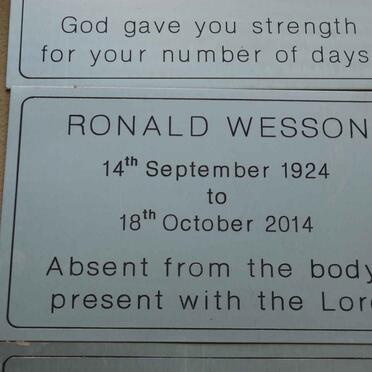 God gave you strength
for your number of days
RONALD WESSON
14th September 1924
to
18th October 2014
Absent from the body
present with the Lord